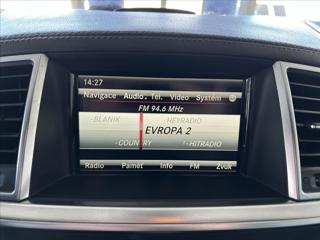 14:27
Navigace Audio Tel. Video Systém
FM 94.6 MHz
-BLANIK -HEYRADIO
EVROPA 2
-COUNTRY -HITRADIO
Rádio Paměť Info FM Zvuk